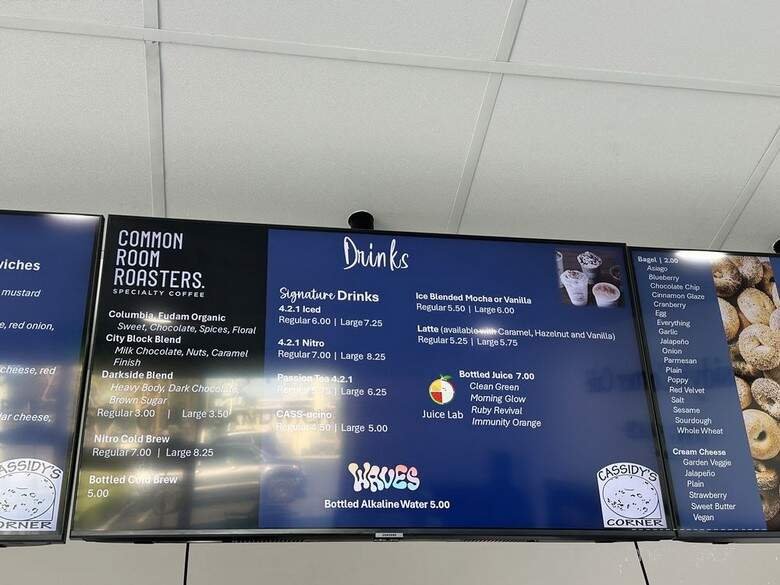 wiches
mustard
red onion,
cheese, red
cheese,
CASSIDY'S
CORNER
COMMON
ROOM
ROASTERS.
SPECIALTY COFFEE
Columbia, Fudam Organic
Sweet, Chocolate, Spices, Floral
City Block Blend
Milk Chocolate, Nuts, Caramel
Finish
Darkside Blend
Heavy Body, Dark Chocolate,
Brown Sugar
Regular 3.00 | Large 3.50
Nitro Cold Brew
Regular 7.00 | Large 8.25
Bottled Cold Brew
5.00
Drinks
Signature Drinks
4.2.1 Iced
Regular 6.00 | Large 7.25
4.2.1 Nitro
Regular 7.00 | Large 8.25
Passion Tea 4.2.1
Regular 5.75 | Large 6.25
CASS-ucino
Regular 4.50 | Large 5.00
Ice Blended Mocha or Vanilla
Regular 5.50 | Large 6.00
Latte (available with Caramel, Hazelnut and Vanilla)
Regular 5.25 | Large 5.75
Juice Lab
Bottled Juice 7.00
Clean Green
Morning Glow
Ruby Revival
Immunity Orange
WAVES
Bottled Alkaline Water 5.00
CASSIDY'S
CORNER
Bagel | 2.00
Asiago
Blueberry
Chocolate Chip
Cinnamon Glaze
Cranberry
Egg
Everything
Garlic
Jalapeño
Onion
Parmesan
Plain
Poppy
Red Velvet
Salt
Sesame
Sourdough
Whole Wheat
Cream Cheese
Garden Veggie
Jalapeño
Plain
Strawberry
Sweet Butter
Vegan